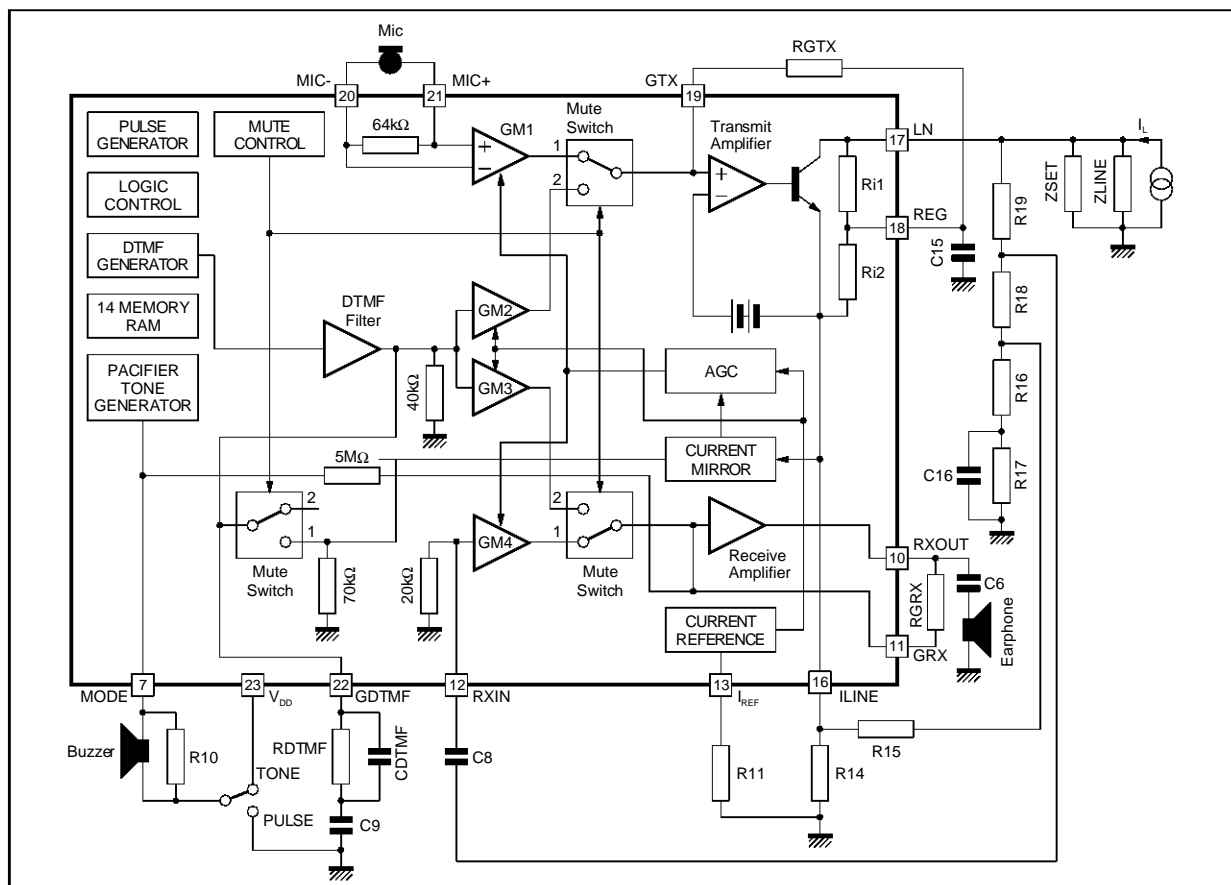 Mic
RGTX
MIC-
20
21
MIC+
GTX
19
PULSE
GENERATOR
MUTE
CONTROL
64kΩ
GM1
Mute
Switch
1
2
Transmit
Amplifier
LN
17
I_L
LOGIC
CONTROL
Ri1
R19
ZSET
ZLINE
REG
18
DTMF
GENERATOR
Ri2
C15
14 MEMORY
RAM
DTMF
Filter
GM2
R18
PACIFIER
TONE
GENERATOR
40kΩ
GM3
AGC
R16
5MΩ
CURRENT
MIRROR
C16
R17
2
1
Mute
Switch
70kΩ
20kΩ
GM4
2
1
Mute
Switch
Receive
Amplifier
RXOUT
10
C6
RGRX
Earphone
CURRENT
REFERENCE
11
GRX
MODE
7
23
V_DD
22
GDTMF
12
RXIN
13
I_REF
16
ILINE
Buzzer
R10
RDTMF
CDTMF
C8
R15
TONE
R11
R14
PULSE
C9